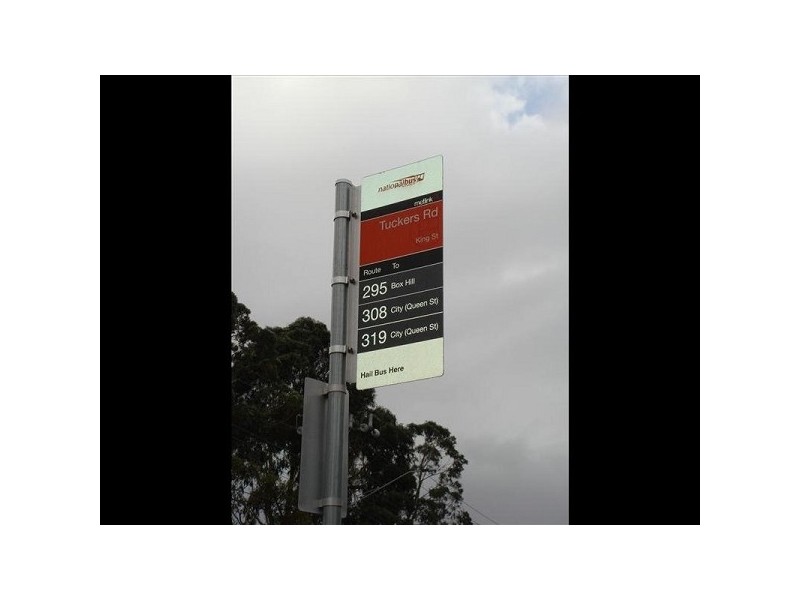 nationalbus
metlink
Tuckers Rd
King St
Route To
295 Box Hill
308 City (Queen St)
319 City (Queen St)
Hail Bus Here